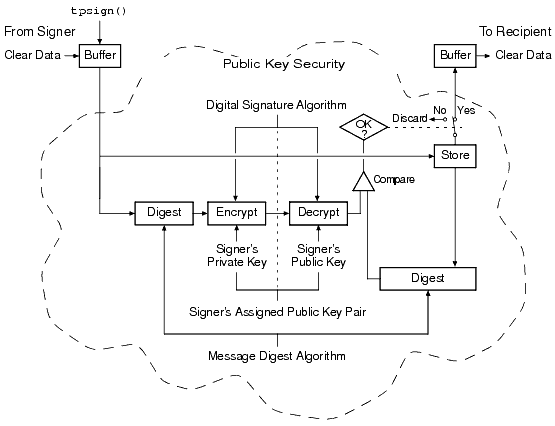 tpsign()
From Signer
To Recipient
Clear Data
Buffer
Buffer
Clear Data
Public Key Security
Digital Signature Algorithm
No
Yes
Discard
OK
?
Store
Compare
Digest
Encrypt
Decrypt
Signer's
Private Key
Signer's
Public Key
Digest
Signer's Assigned Public Key Pair
Message Digest Algorithm